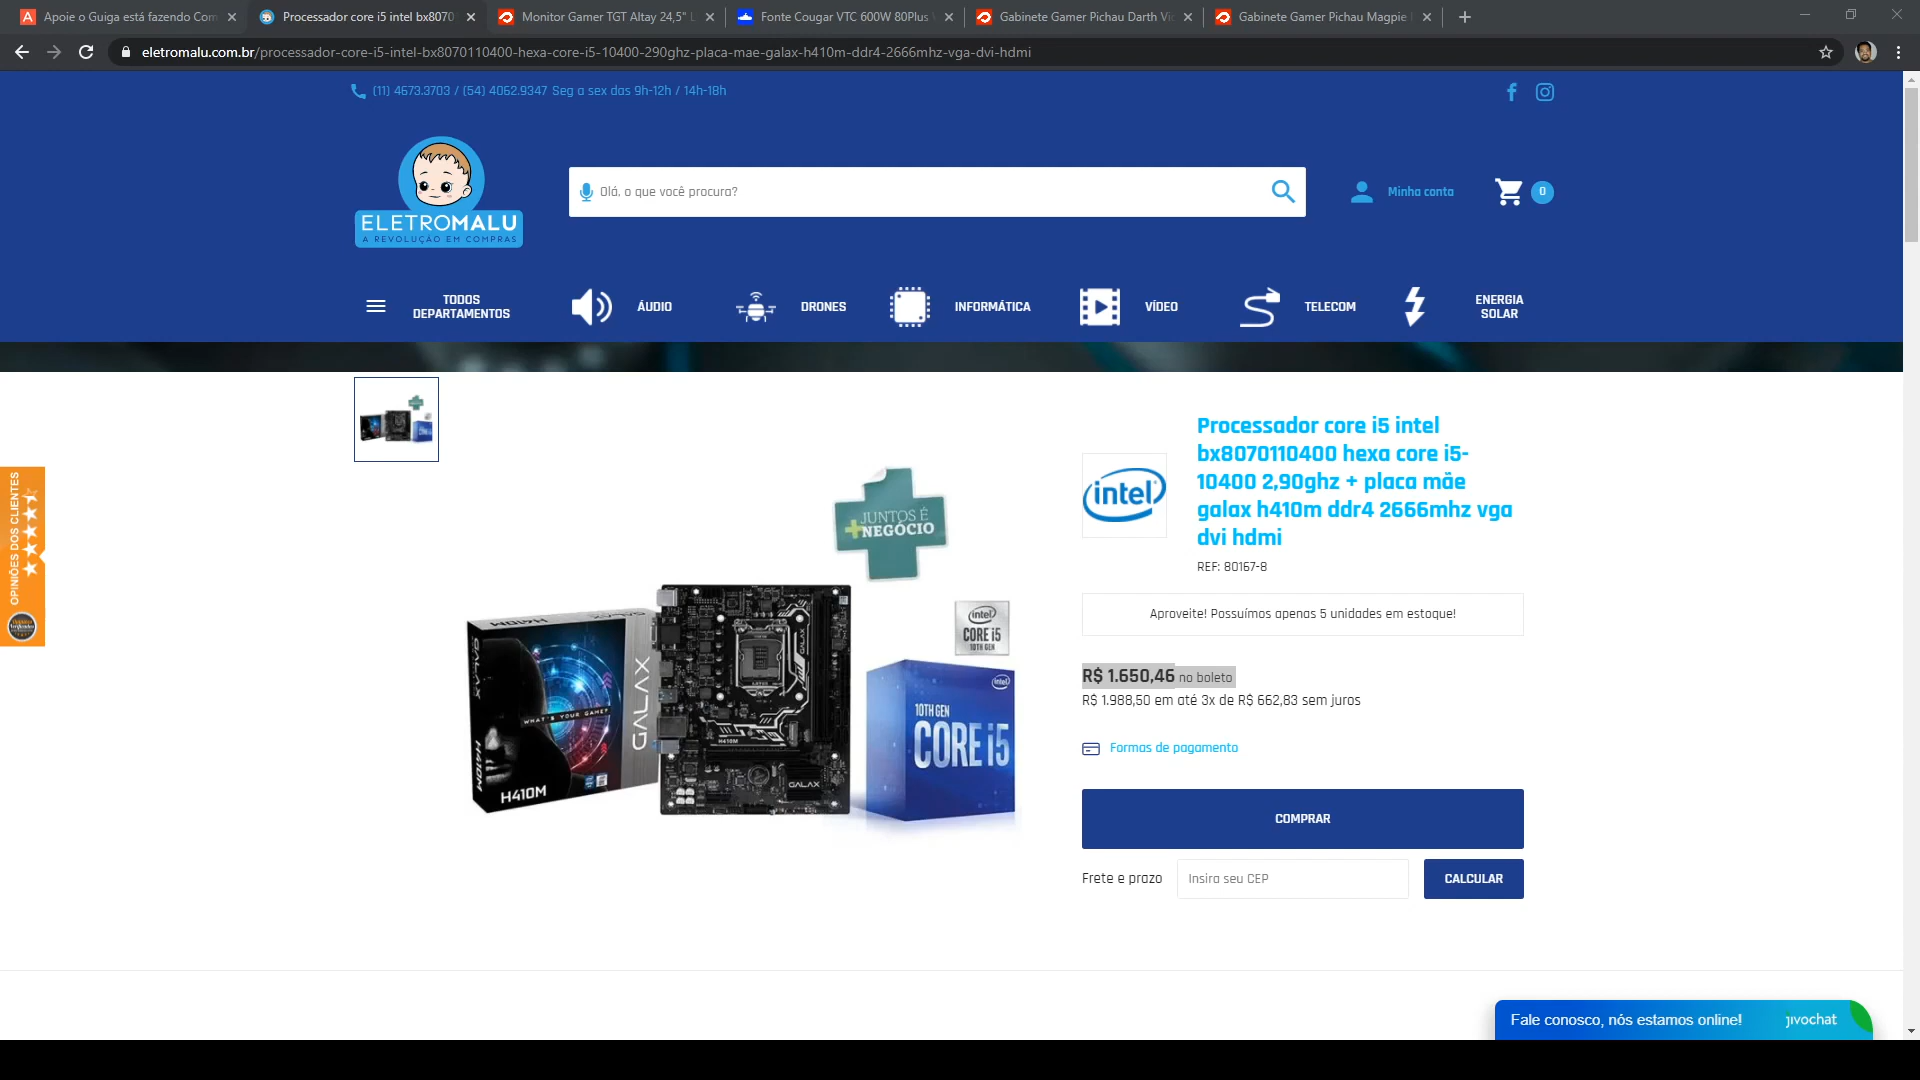 Apoie o Guiga está fazendo Com
Processador core i5 intel bx8070
Monitor Gamer TGT Altay 24,5" L
Fonte Cougar VTC 600W 80Plus
Gabinete Gamer Pichau Darth Vi
Gabinete Gamer Pichau Magpie
eletromalu.com.br/processador-core-i5-intel-bx8070110400-hexa-core-i5-10400-290ghz-placa-mae-galax-h410m-ddr4-2666mhz-vga-dvi-hdmi
(11) 4673.3703 / (54) 4062.9347 Seg a sex das 9h-12h / 14h-18h
ELETROMALU
A REVOLUÇÃO EM COMPRAS
Olá, o que você procura?
Minha conta
0
TODOS
DEPARTAMENTOS
ÁUDIO
DRONES
INFORMÁTICA
VÍDEO
TELECOM
ENERGIA
SOLAR
OPINIÕES DOS CLIENTES
JUNTOS É
+NEGÓCIO
GALAX
GALAX
WHAT'S YOUR GAME?
H410M
H410M
GALAX
H410M
GALAX
intel
CORE i5
10TH GEN
intel
10TH GEN
CORE i5
intel
Processador core i5 intel
bx8070110400 hexa core i5-
10400 2,90ghz + placa mãe
galax h410m ddr4 2666mhz vga
dvi hdmi
REF: 80167-8
Aproveite! Possuímos apenas 5 unidades em estoque!
R$ 1.650,46 no boleto
R$ 1.988,50 em até 3x de R$ 662,83 sem juros
Formas de pagamento
COMPRAR
Frete e prazo
Insira seu CEP
CALCULAR
Fale conosco, nós estamos online!
jivochat